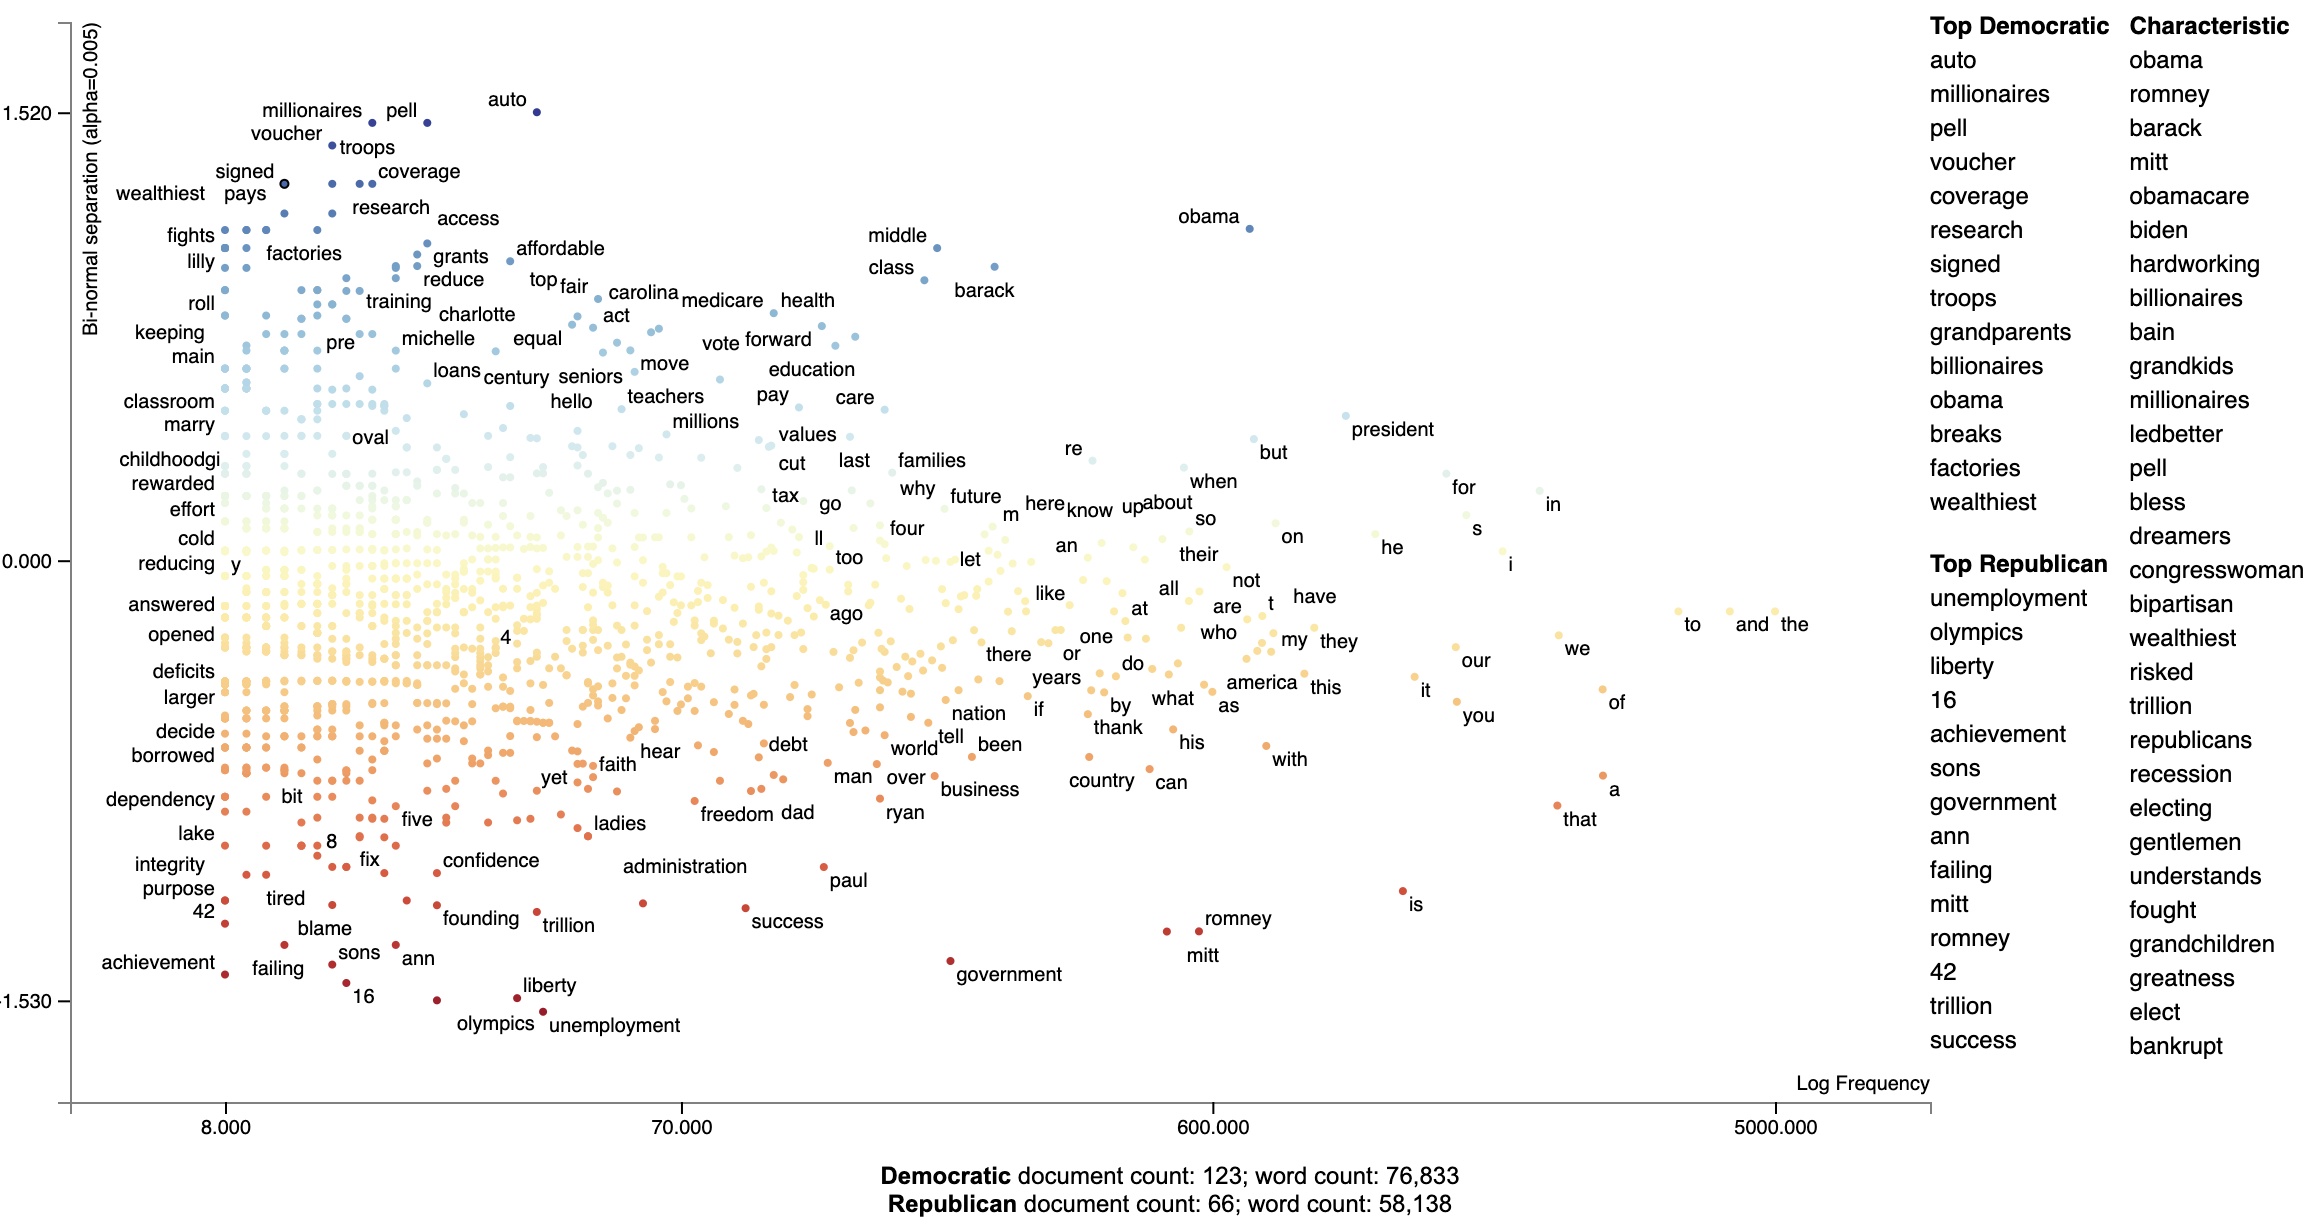 Bi-normal separation (alpha=0.005)
1.520
0.000
-1.530
millionaires pell auto
voucher
troops
signed coverage
wealthiest pays
research
access
obama
fights middle
factories affordable
lilly grants class
reduce top fair carolina barack
roll training medicare health
charlotte act
keeping pre michelle equal vote forward
main move
loans century seniors education
classroom hello teachers pay care
marry millions
oval values president
re but
childhoodgi cut last families
rewarded why when for
effort tax go future here know up about in
m so s
cold ll four an on he
reducing y too let their i
answered like all not
ago at are t have
opened 4 one who my they to and the
there or do our we
deficits years america this it
larger nation if by what as you of
decide debt tell been thank his
borrowed hear world
yet faith man over country can with
dependency bit business a
five freedom dad ryan that
lake 8 ladies
integrity fix confidence administration paul
purpose tired is
42 founding trillion success romney
blame
achievement failing sons ann mitt
16 liberty government
olympics unemployment
Log Frequency
8.000 70.000 600.000 5000.000
Democratic document count: 123; word count: 76,833
Republican document count: 66; word count: 58,138
Top Democratic
auto
millionaires
pell
voucher
coverage
research
signed
troops
grandparents
billionaires
obama
breaks
factories
wealthiest
Top Republican
unemployment
olympics
liberty
16
achievement
sons
government
ann
failing
mitt
romney
42
trillion
success
Characteristic
obama
romney
barack
mitt
obamacare
biden
hardworking
billionaires
bain
grandkids
millionaires
ledbetter
pell
bless
dreamers
congresswoman
bipartisan
wealthiest
risked
trillion
republicans
recession
electing
gentlemen
understands
fought
grandchildren
greatness
elect
bankrupt